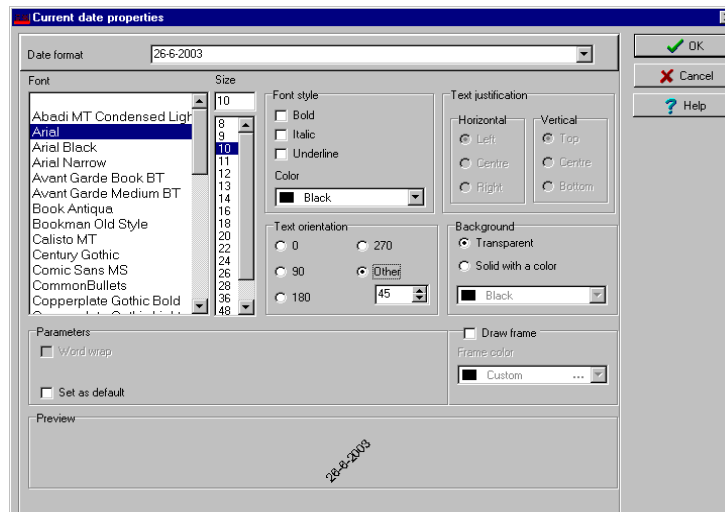 Current date properties
Date format
26-6-2003
OK
Cancel
Help
Font
Abadi MT Condensed Ligh
Arial
Arial Black
Arial Narrow
Avant Garde Book BT
Avant Garde Medium BT
Book Antiqua
Bookman Old Style
Calisto MT
Century Gothic
Comic Sans MS
CommonBullets
Copperplate Gothic Bold
Size
10
8
9
10
11
12
13
14
16
18
20
22
24
26
28
36
48
Font style
Bold
Italic
Underline
Color
Black
Text justification
Horizontal
Left
Centre
Right
Vertical
Top
Centre
Bottom
Text orientation
0
270
90
Other
180
45
Background
Transparent
Solid with a color
Black
Parameters
Word wrap
Set as default
Draw frame
Frame color
Custom ...
Preview
26-6-2003